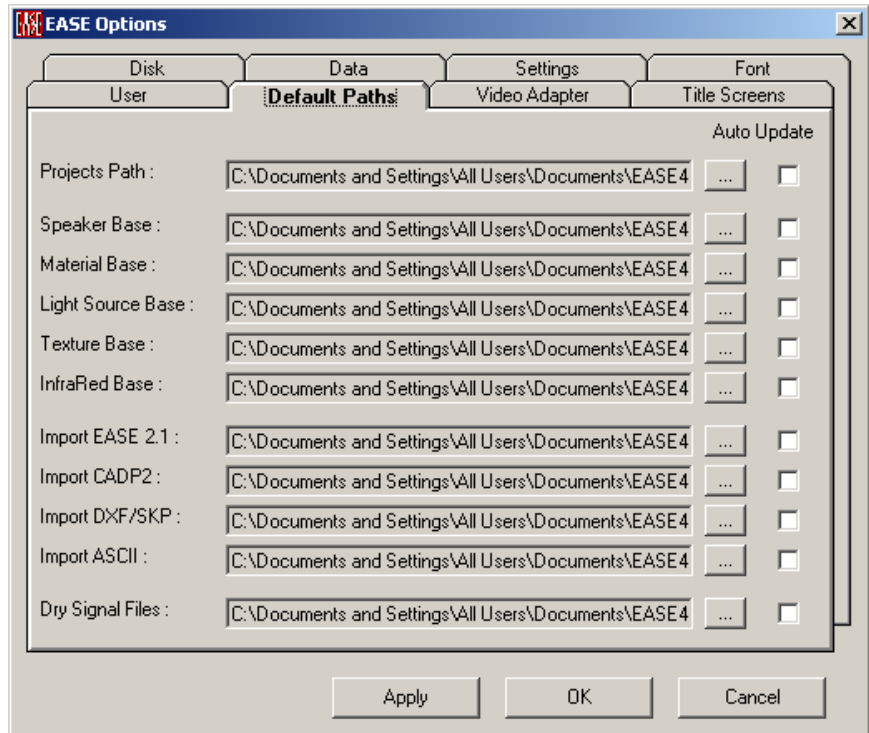 EASE EASE Options
Disk Data Settings Font
User Default Paths Video Adapter Title Screens
Auto Update
Projects Path : C:\Documents and Settings\All Users\Documents\EASE4 ...
Speaker Base : C:\Documents and Settings\All Users\Documents\EASE4 ...
Material Base : C:\Documents and Settings\All Users\Documents\EASE4 ...
Light Source Base : C:\Documents and Settings\All Users\Documents\EASE4 ...
Texture Base : C:\Documents and Settings\All Users\Documents\EASE4 ...
InfraRed Base : C:\Documents and Settings\All Users\Documents\EASE4 ...
Import EASE 2.1 : C:\Documents and Settings\All Users\Documents\EASE4 ...
Import CADP2 : C:\Documents and Settings\All Users\Documents\EASE4 ...
Import DXF/SKP : C:\Documents and Settings\All Users\Documents\EASE4 ...
Import ASCII : C:\Documents and Settings\All Users\Documents\EASE4 ...
Dry Signal Files : C:\Documents and Settings\All Users\Documents\EASE4 ...
Apply OK Cancel